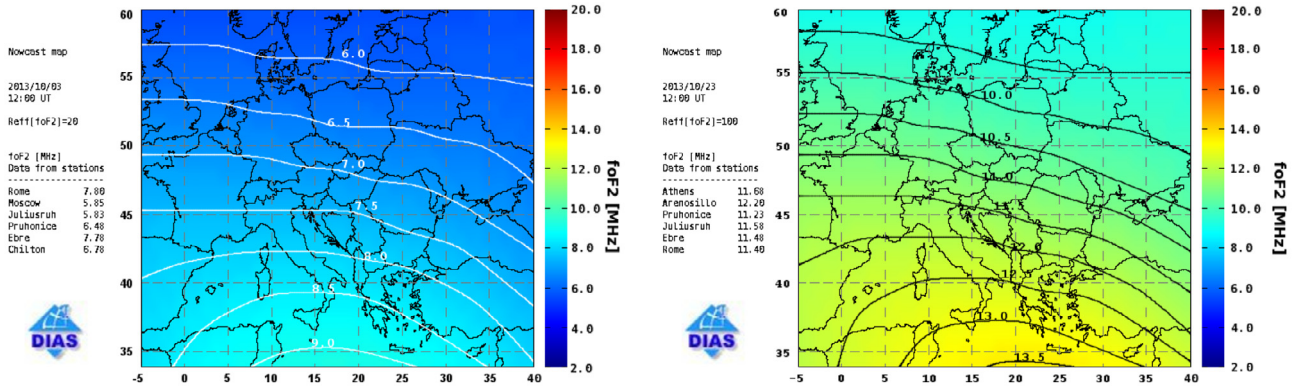 Nowcast map
2013/10/03
12:00 UT
Reff[foF2]=20
foF2 [MHz]
Data from stations
------------------
Rome 7.80
Moscow 5.85
Juliusruh 5.83
Pruhonice 6.48
Ebre 7.78
Chilton 6.78
DIAS
60
55
50
45
40
35
-5 0 5 10 15 20 25 30 35 40
6.0
6.5
7.0
7.5
8.0
8.5
9.0
20.0
18.0
16.0
14.0
12.0
10.0
8.0
6.0
4.0
2.0
foF2 [MHz]
Nowcast map
2013/10/23
12:00 UT
Reff[foF2]=100
foF2 [MHz]
Data from stations
------------------
Athens 11.68
Arenosillo 12.20
Pruhonice 11.23
Juliusruh 11.58
Ebre 11.48
Rome 11.40
DIAS
60
55
50
45
40
35
-5 0 5 10 15 20 25 30 35 40
10.0
10.5
11.0
12.0
13.0
13.5
20.0
18.0
16.0
14.0
12.0
10.0
8.0
6.0
4.0
2.0
foF2 [MHz]